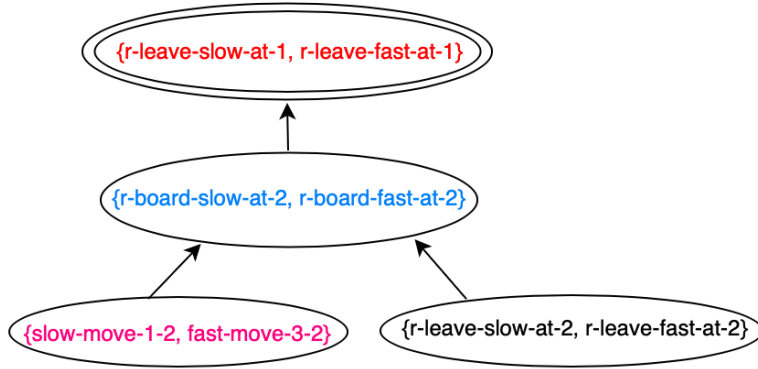 {r-leave-slow-at-1, r-leave-fast-at-1}
{r-board-slow-at-2, r-board-fast-at-2}
{slow-move-1-2, fast-move-3-2}
{r-leave-slow-at-2, r-leave-fast-at-2}